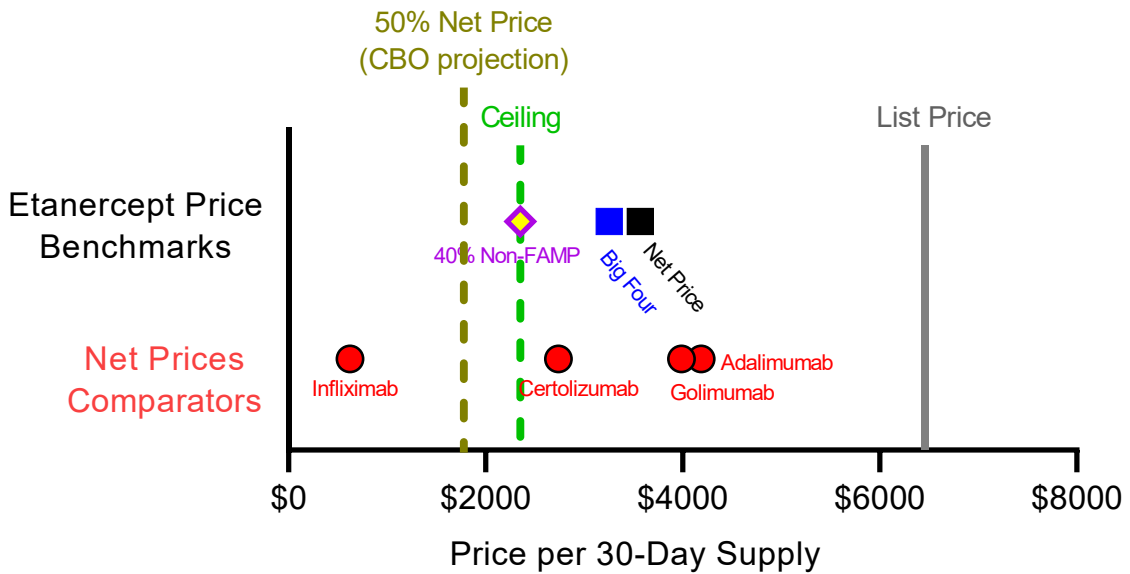 50% Net Price
(CBO projection)
Ceiling
List Price
Etanercept Price
Benchmarks
40% Non-FAMP
Big Four
Net Price
Net Prices
Comparators
Infliximab
Certolizumab
Adalimumab
Golimumab
$0
$2000
$4000
$6000
$8000
Price per 30-Day Supply